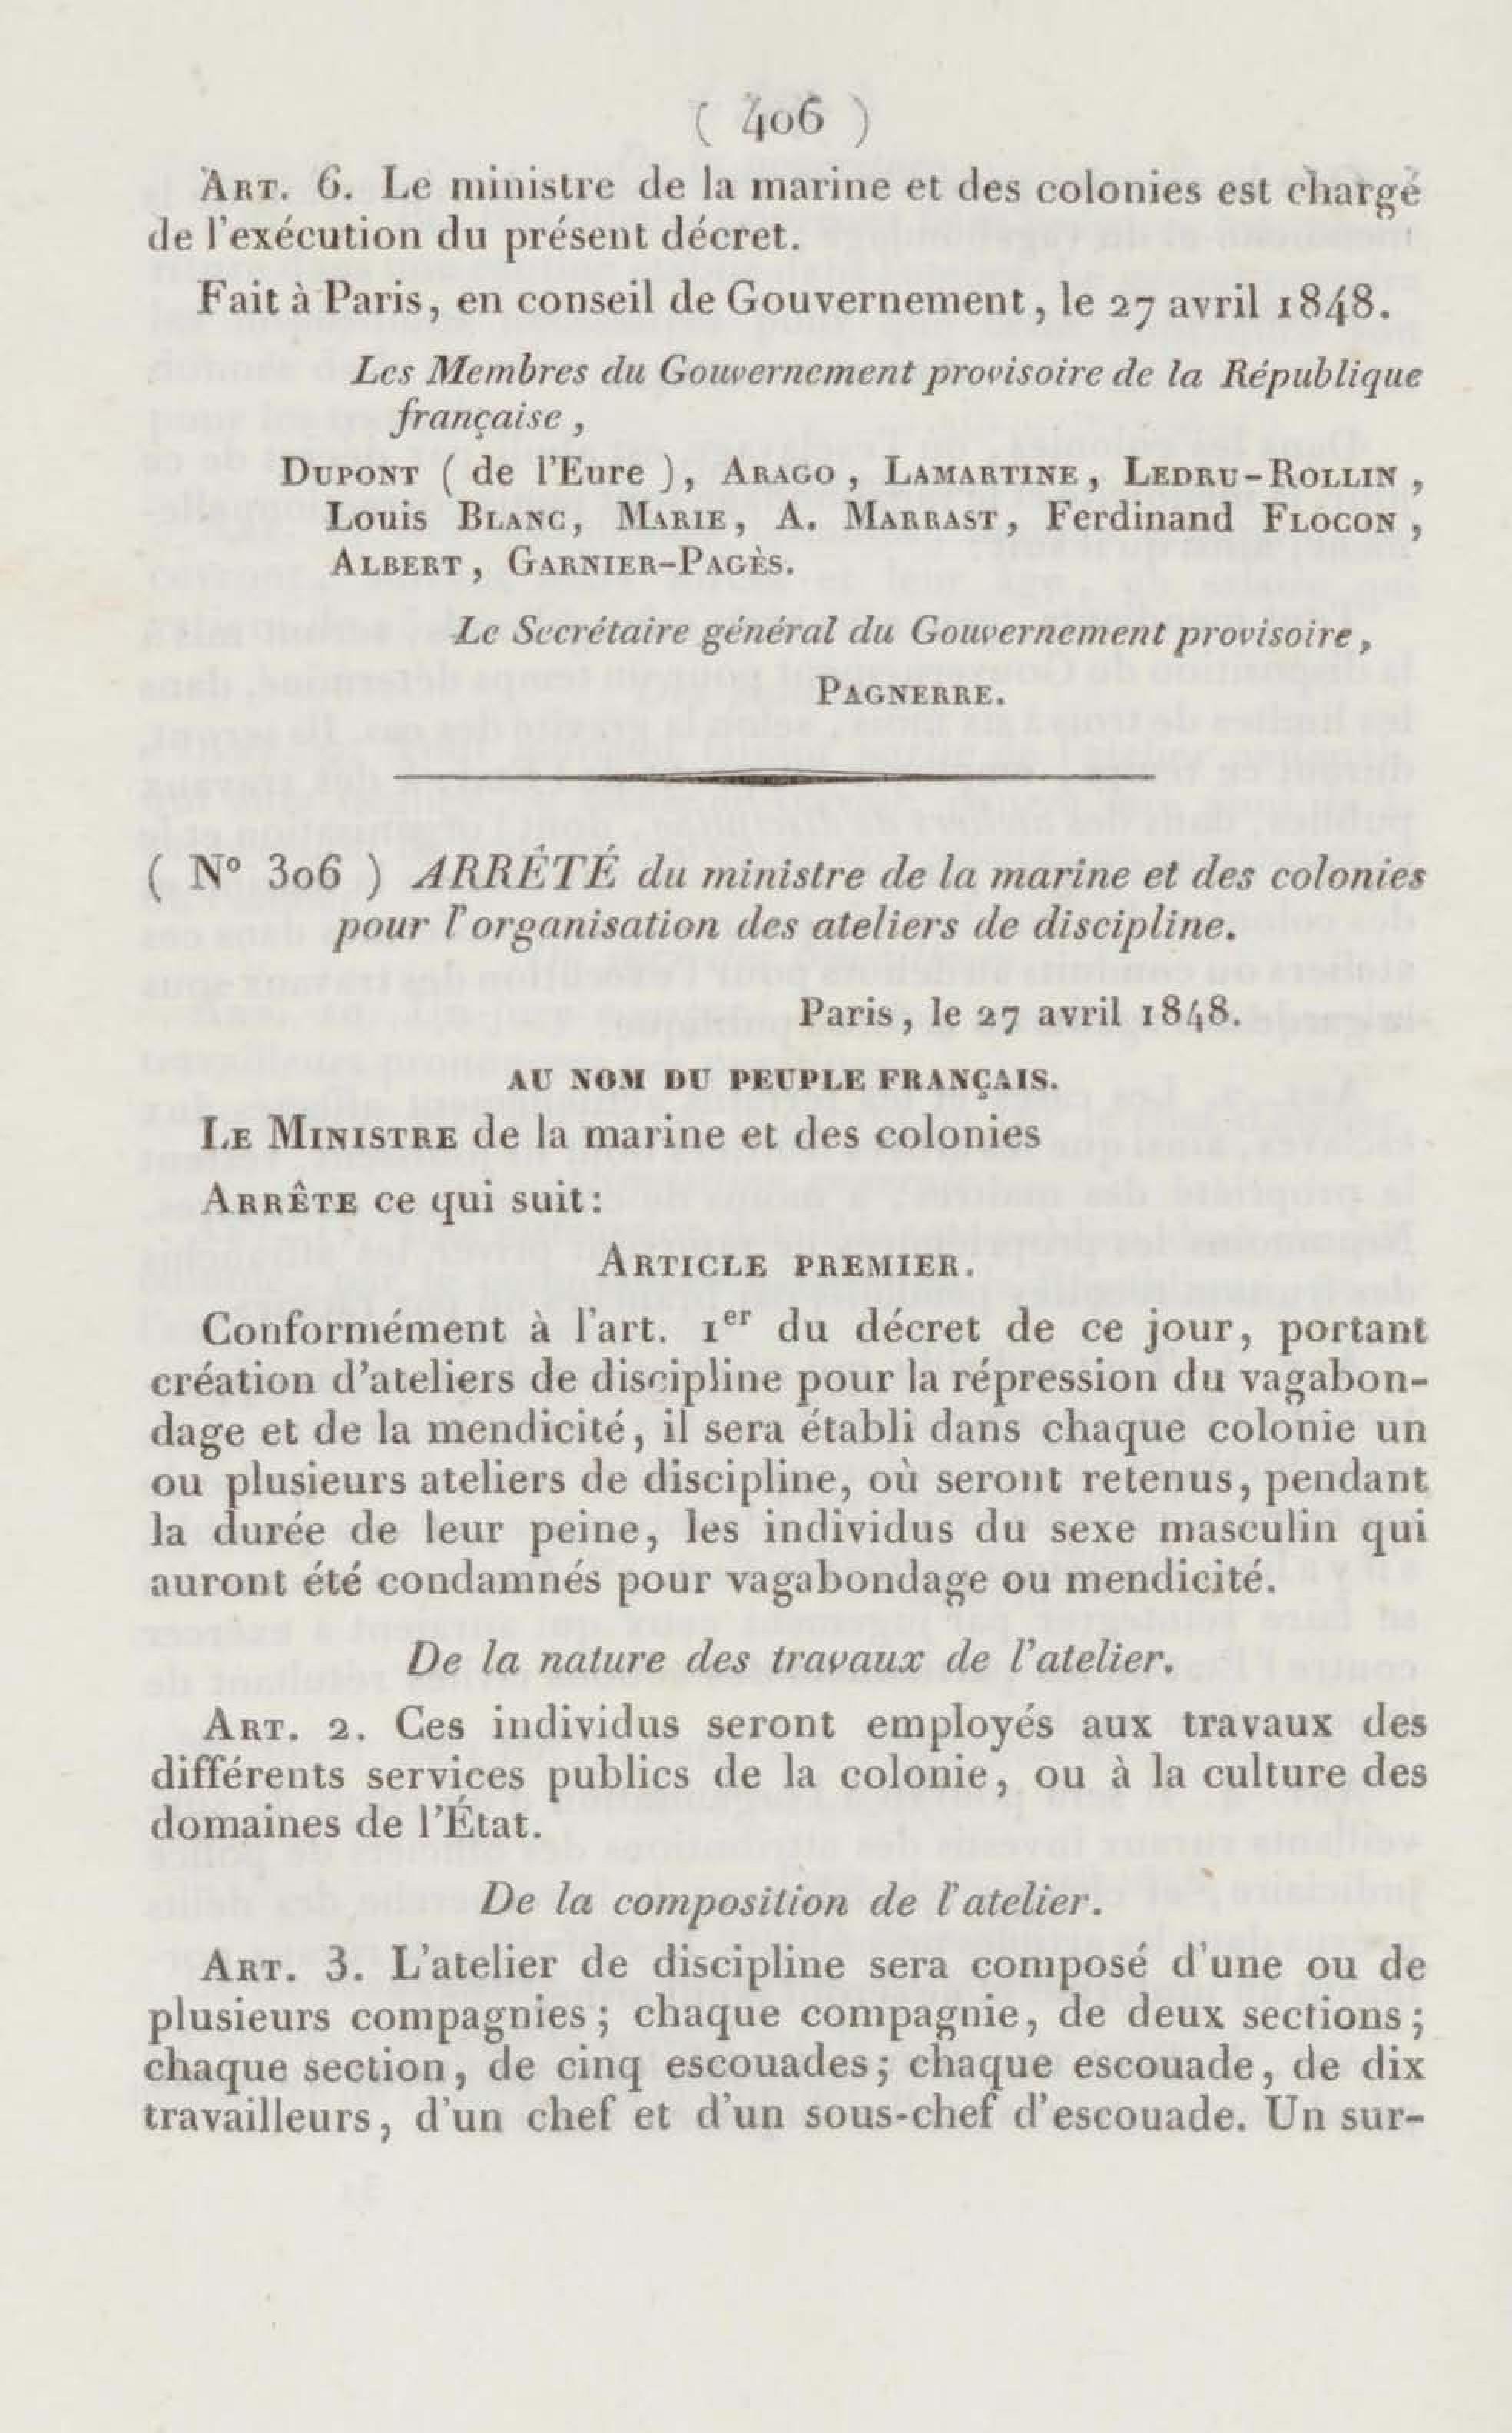 ( 406 )
ART. 6. Le ministre de la marine et des colonies est chargé
de l'exécution du présent décret.
Fait à Paris, en conseil de Gouvernement, le 27 avril 1848.
Les Membres du Gouvernement provisoire de la République
française,
DUPONT ( de l'Eure ), ARAGO, LAMARTINE, LEDRU-ROLLIN,
Louis BLANC, MARIE, A. MARRAST, Ferdinand FLOCON,
ALBERT, GARNIER-PAGÈS.
Le Secrétaire général du Gouvernement provisoire,
PAGNERRE.
( N° 306 ) ARRÊTÉ du ministre de la marine et des colonies
pour l'organisation des ateliers de discipline.
Paris, le 27 avril 1848.
AU NOM DU PEUPLE FRANÇAIS.
LE MINISTRE de la marine et des colonies
ARRÊTE ce qui suit:
ARTICLE PREMIER.
Conformément à l'art. 1er du décret de ce jour, portant
création d'ateliers de discipline pour la répression du vagabon-
dage et de la mendicité, il sera établi dans chaque colonie un
ou plusieurs ateliers de discipline, où seront retenus, pendant
la durée de leur peine, les individus du sexe masculin qui
auront été condamnés pour vagabondage ou mendicité.
De la nature des travaux de l'atelier.
ART. 2. Ces individus seront employés aux travaux des
différents services publics de la colonie, ou à la culture des
domaines de l'État.
De la composition de l'atelier.
ART. 3. L'atelier de discipline sera composé d'une ou de
plusieurs compagnies; chaque compagnie, de deux sections;
chaque section, de cinq escouades; chaque escouade, de dix
travailleurs, d'un chef et d'un sous-chef d'escouade. Un sur-